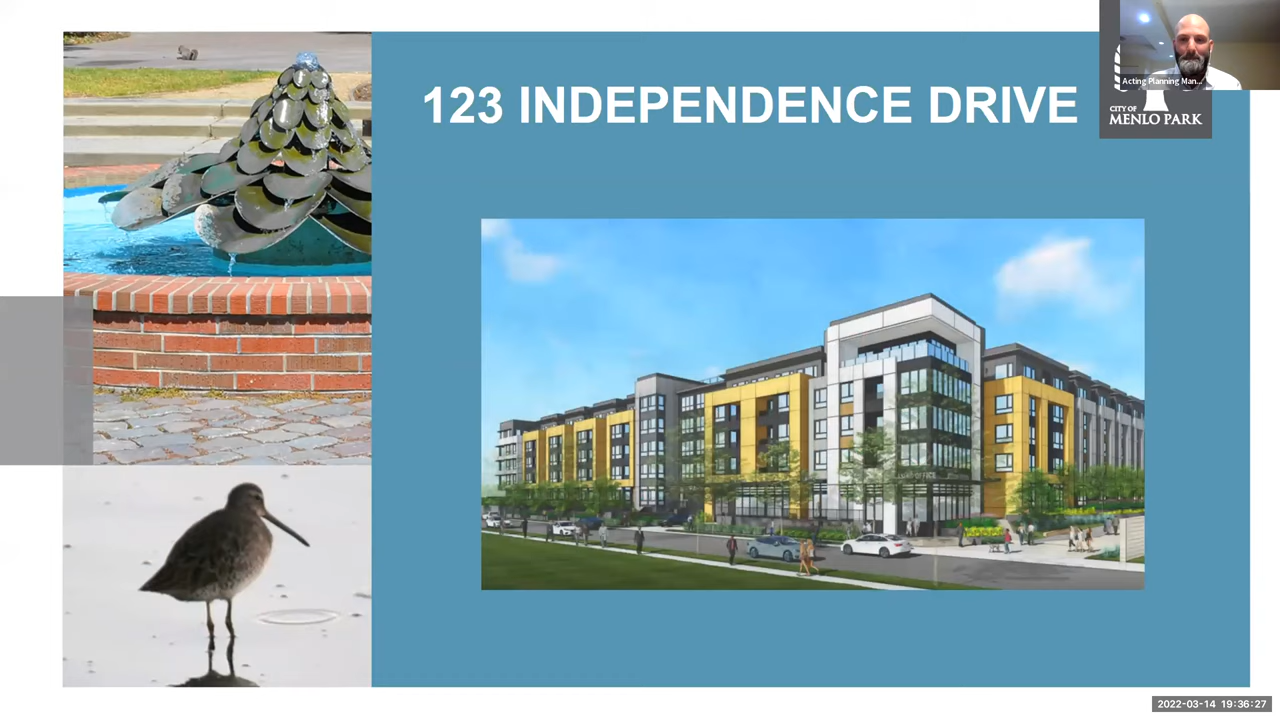 123 INDEPENDENCE DRIVE
Acting Planning Man...
CITY OF
MENLO PARK
2022-03-14 19:36:27